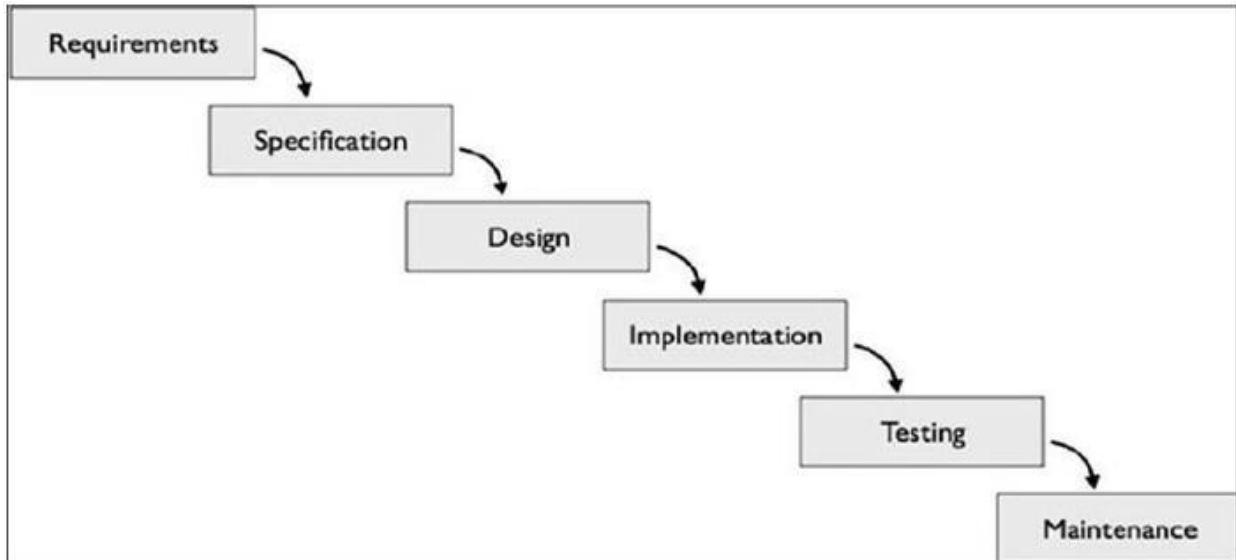 Requirements
Specification
Design
Implementation
Testing
Maintenance